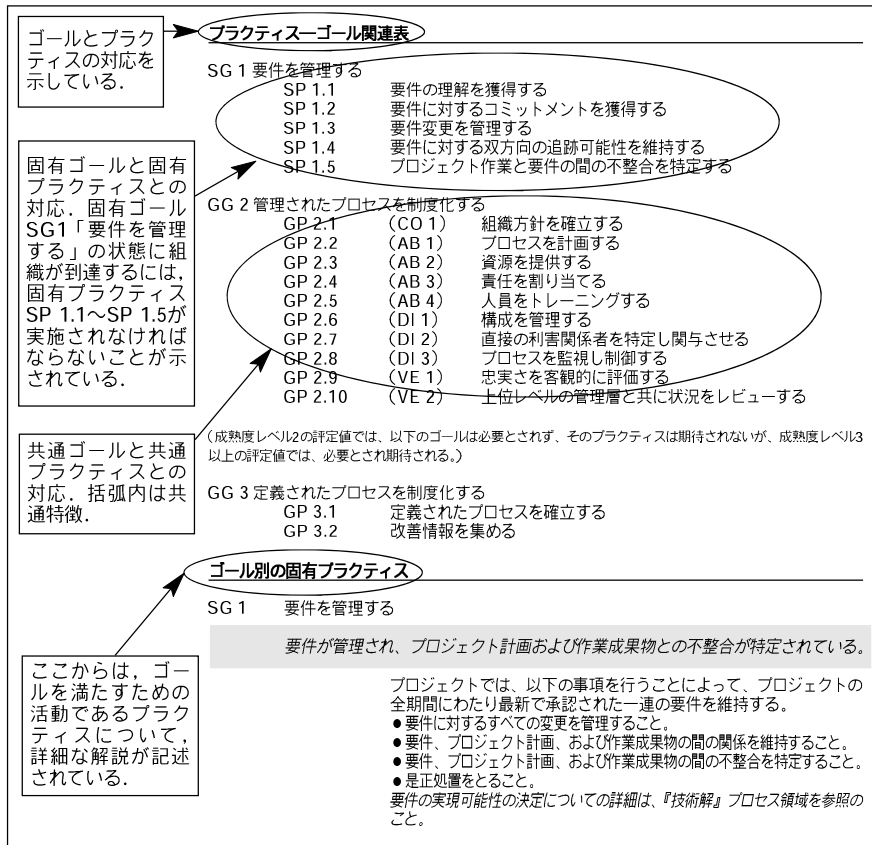 ゴールとプラク
ティスの対応を
示している．
プラクティス―ゴール関連表
SG 1 要件を管理する
SP 1.1 要件の理解を獲得する
SP 1.2 要件に対するコミットメントを獲得する
SP 1.3 要件変更を管理する
SP 1.4 要件に対する双方向の追跡可能性を維持する
SP 1.5 プロジェクト作業と要件の間の不整合を特定する
固有ゴールと固有
プラクティスとの
対応．固有ゴール
SG1「要件を管理
する」の状態に組
織が到達するには，
固有プラクティス
SP 1.1～SP 1.5が
実施されなければ
ならないことが示
されている．
GG 2 管理されたプロセスを制度化する
GP 2.1 （CO 1） 組織方針を確立する
GP 2.2 （AB 1） プロセスを計画する
GP 2.3 （AB 2） 資源を提供する
GP 2.4 （AB 3） 責任を割り当てる
GP 2.5 （AB 4） 人員をトレーニングする
GP 2.6 （DI 1） 構成を管理する
GP 2.7 （DI 2） 直接の利害関係者を特定し関与させる
GP 2.8 （DI 3） プロセスを監視し制御する
GP 2.9 （VE 1） 忠実さを客観的に評価する
GP 2.10 （VE 2） 上位レベルの管理層と共に状況をレビューする
共通ゴールと共通
プラクティスとの
対応．括弧内は共
通特徴．
（成熟度レベル2の評定値では、以下のゴールは必要とされず、そのプラクティスは期待されないが、成熟度レベル3
以上の評定値では、必要とされ期待される。）
GG 3 定義されたプロセスを制度化する
GP 3.1 定義されたプロセスを確立する
GP 3.2 改善情報を集める
ゴール別の固有プラクティス
SG 1 要件を管理する
要件が管理され、プロジェクト計画および作業成果物との不整合が特定されている。
ここからは，ゴー
ルを満たすための
活動であるプラク
ティスについて，
詳細な解説が記述
されている．
プロジェクトでは、以下の事項を行うことによって、プロジェクトの
全期間にわたり最新で承認された一連の要件を維持する。
●要件に対するすべての変更を管理すること。
●要件、プロジェクト計画、および作業成果物の間の関係を維持すること。
●要件、プロジェクト計画、および作業成果物の間の不整合を特定すること。
●是正処置をとること。
要件の実現可能性の決定についての詳細は、『技術解』プロセス領域を参照の
こと。